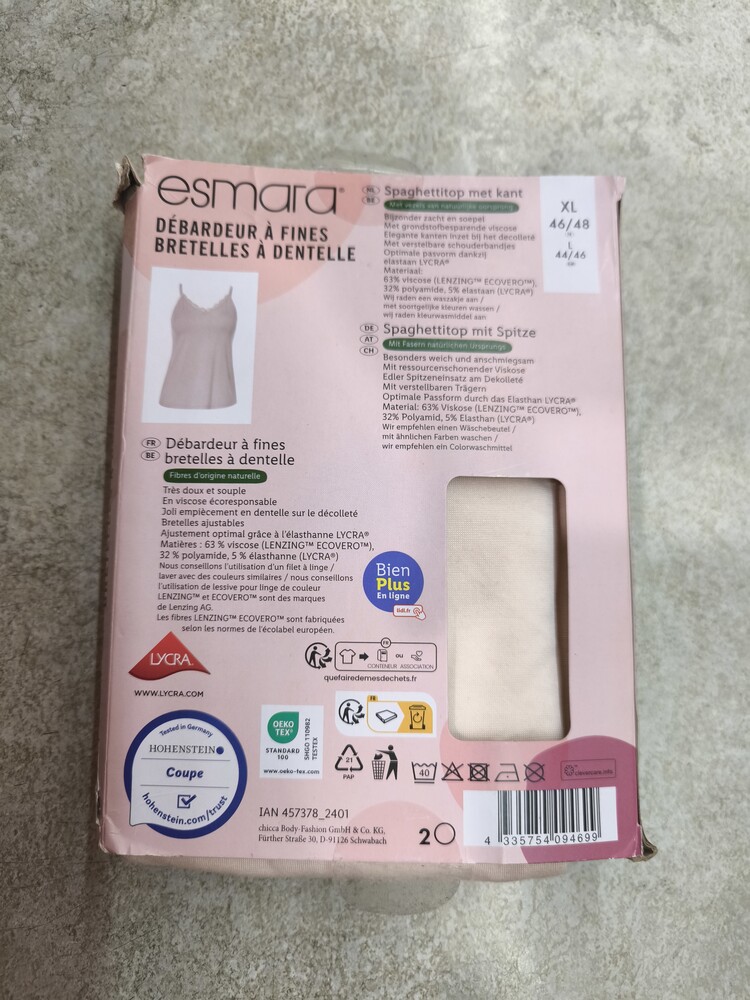 esmara®
DÉBARDEUR À FINES
BRETELLES À DENTELLE
NL
BE
Spaghettitop met kant
Met vezels van natuurlijke oorsprong
Bijzonder zacht en soepel
Met grondstofbesparende viscose
Elegante kanten inzet bij het decolleté
Met verstelbare schouderbandjes
Optimale pasvorm dankzij
elastaan LYCRA®
Materiaal:
63% viscose (LENZING™ ECOVERO™),
32% polyamide, 5% elastaan (LYCRA®)
Wij raden een waszakje aan /
met soortgelijke kleuren wassen /
wij raden kleurwasmiddel aan
XL
46/48
L
44/46
DE
AT
CH
Spaghettitop mit Spitze
Mit Fasern natürlichen Ursprungs
Besonders weich und anschmiegsam
Mit ressourcenschonender Viskose
Edler Spitzeneinsatz am Dekolleté
Mit verstellbaren Trägern
Optimale Passform durch das Elasthan LYCRA®
Material: 63% Viskose (LENZING™ ECOVERO™),
32% Polyamid, 5% Elasthan (LYCRA®)
Wir empfehlen einen Wäschebeutel /
mit ähnlichen Farben waschen /
wir empfehlen ein Colorwaschmittel
FR
BE
Débardeur à fines
bretelles à dentelle
Fibres d'origine naturelle
Très doux et souple
En viscose écoresponsable
Joli empiècement en dentelle sur le décolleté
Bretelles ajustables
Ajustement optimal grâce à l'élasthanne LYCRA®
Matières : 63 % viscose (LENZING™ ECOVERO™),
32 % polyamide, 5 % élasthanne (LYCRA®)
Nous conseillons l'utilisation d'un filet à linge /
laver avec des couleurs similaires / nous conseillons
l'utilisation de lessive pour linge de couleur
LENZING™ et ECOVERO™ sont des marques
de Lenzing AG.
Les fibres LENZING™ ECOVERO™ sont fabriquées
selon les normes de l'écolabel européen.
Bien
Plus
En ligne
lidl.fr
LYCRA®
WWW.LYCRA.COM
FR
OU
CONTENEUR ASSOCIATION
quefairedemesdechets.fr
Tested in Germany
HOHENSTEIN
Coupe
hohenstein.com/trust
OEKO
TEX®
STANDARD
100
SHGO 110982
TESTEX
www.oeko-tex.com
FR
21
PAP
40
clevercare.info
IAN 457378_2401
chicca Body-Fashion GmbH & Co. KG,
Fürther Straße 30, D-91126 Schwabach
2
4 335754 094699